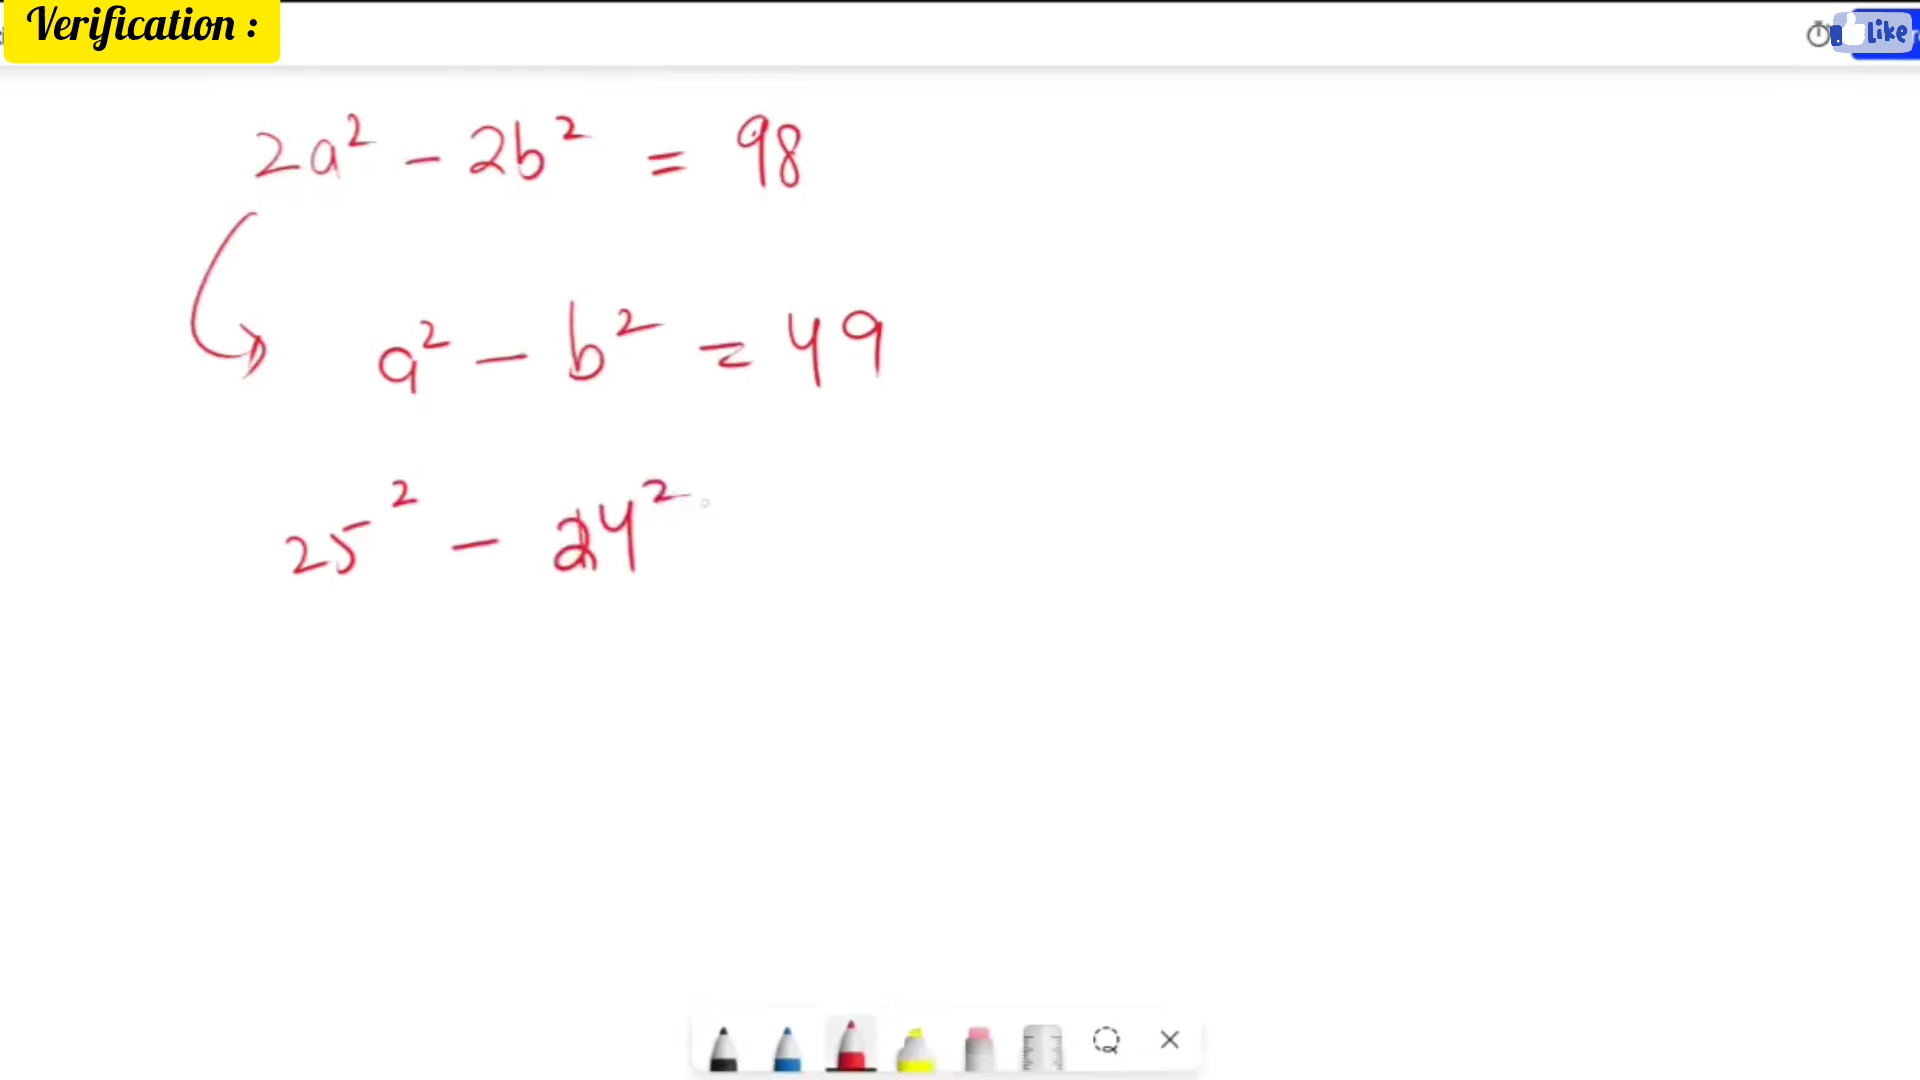 Verification :
like
2a² - 2b² = 98
a² - b² = 49
25² - 24²